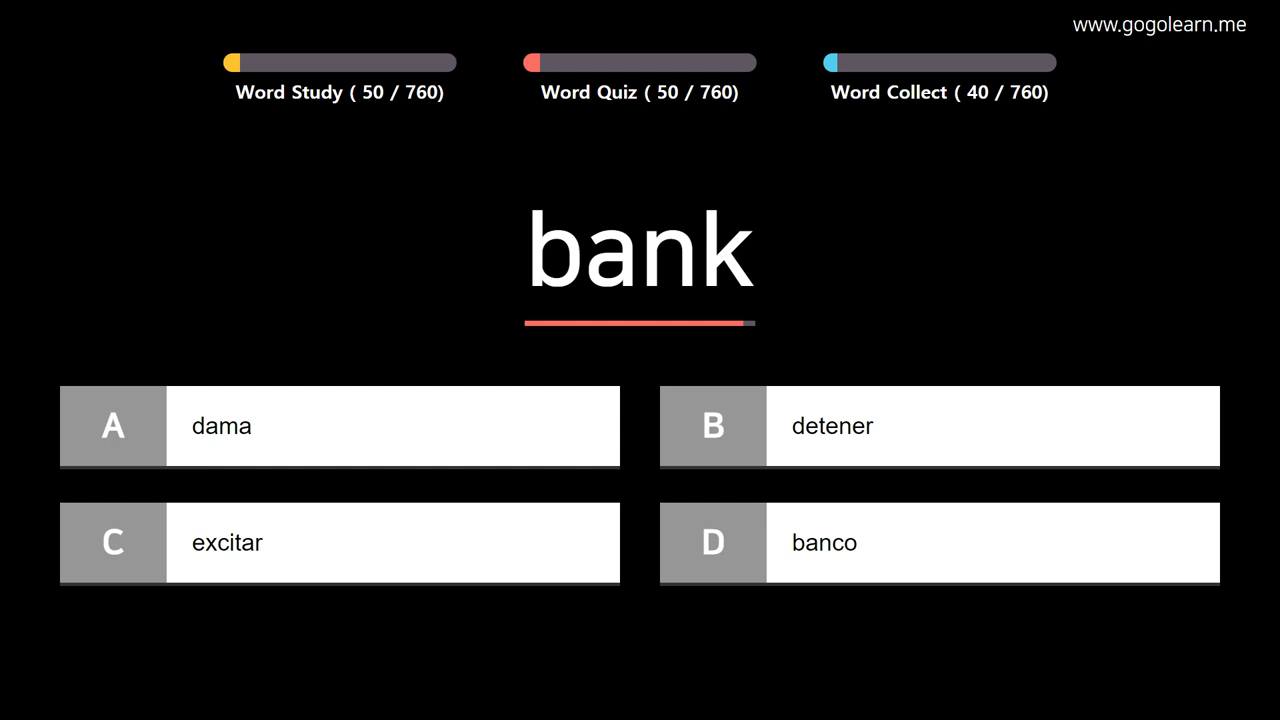 www.gogolearn.me
Word Study ( 50 / 760)
Word Quiz ( 50 / 760)
Word Collect ( 40 / 760)
bank
A dama
B detener
C excitar
D banco